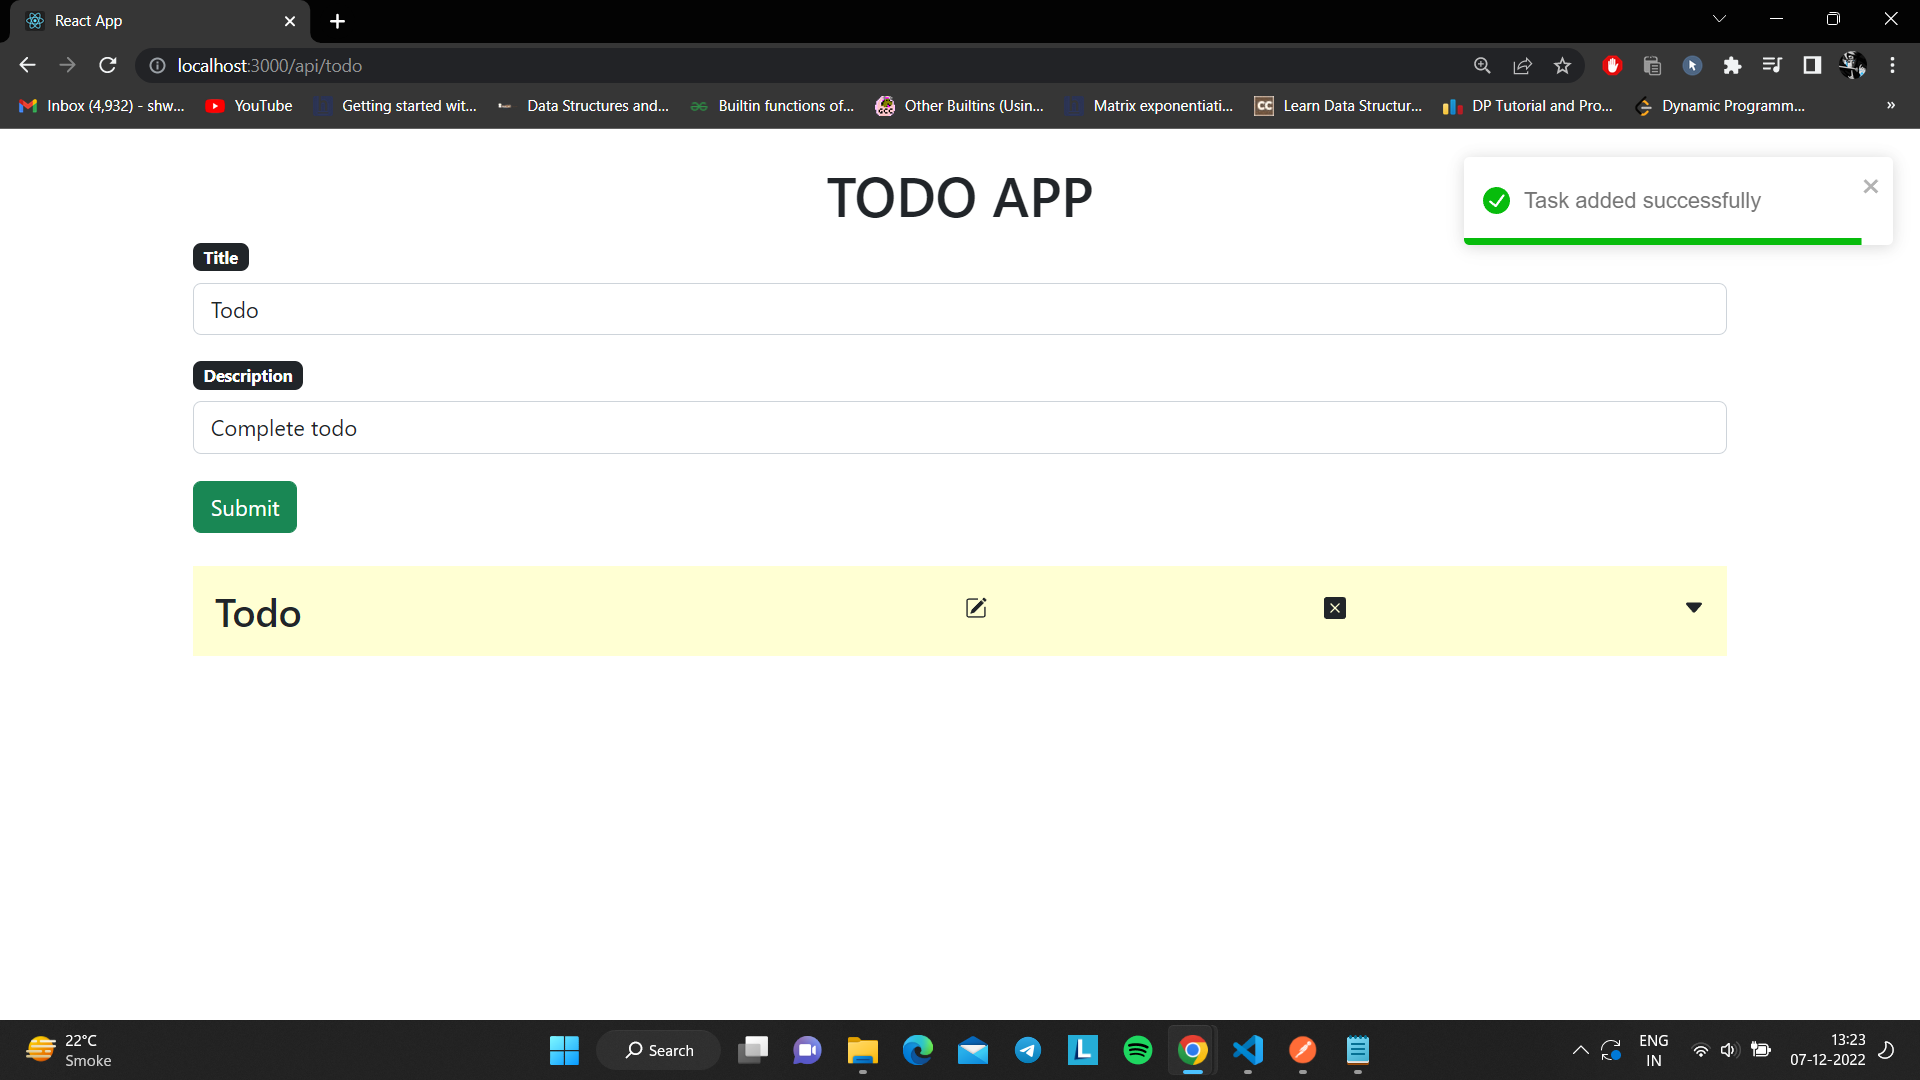 React App
localhost:3000/api/todo
Inbox (4,932) - shw... YouTube Getting started wit... Data Structures and... Builtin functions of... Other Builtins (Usin... Matrix exponentiati... CC Learn Data Structur... DP Tutorial and Pro... Dynamic Programm... »
TODO APP
Task added successfully
Title
Todo
Description
Complete todo
Submit
Todo
22°C
Smoke
Search
L
ENG
IN
13:23
07-12-2022